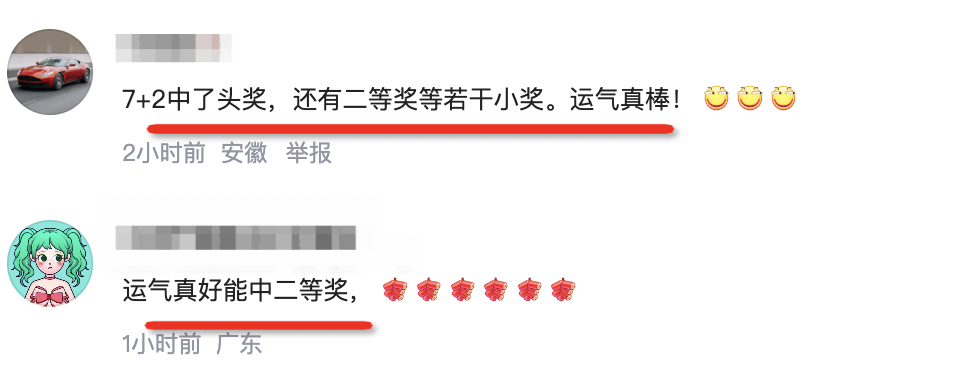 7+2中了头奖，还有二等奖等若干小奖。运气真棒！
2小时前 安徽 举报
运气真好能中二等奖，
1小时前 广东